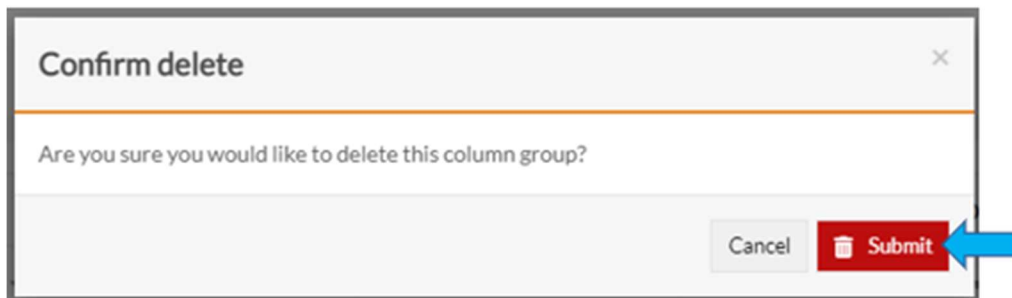 Confirm delete
Are you sure you would like to delete this column group?
Cancel
Submit